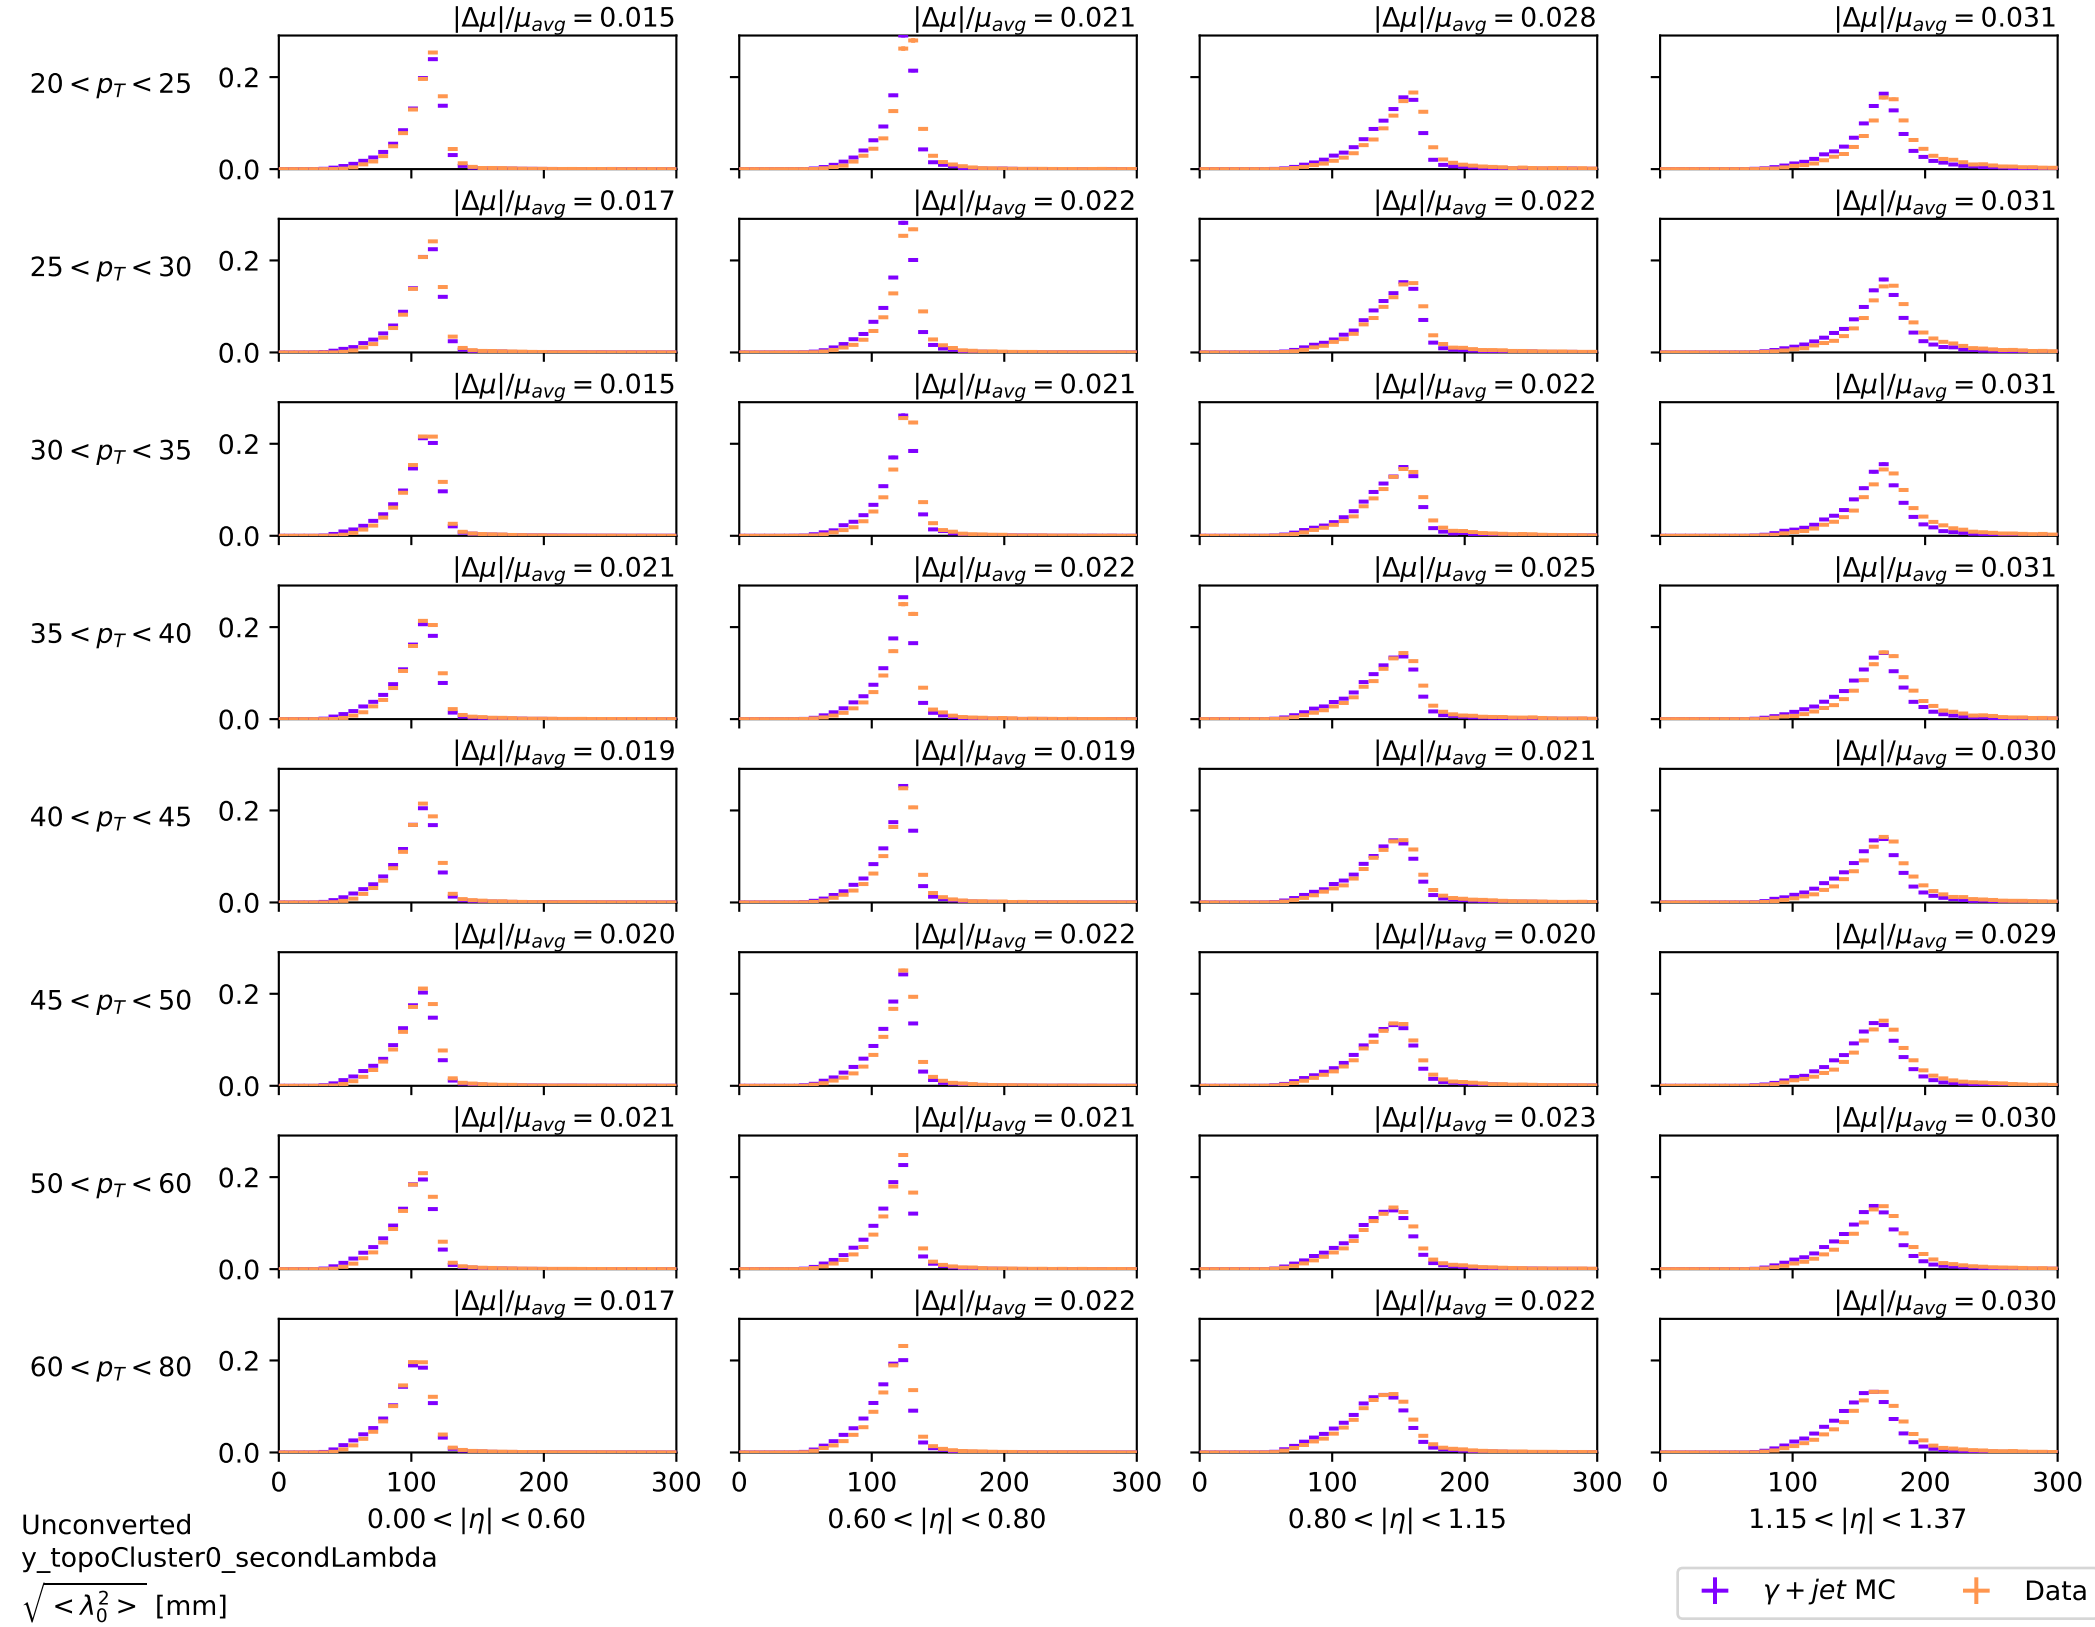 |Δμ|/μavg = 0.015 |Δμ|/μavg = 0.021 |Δμ|/μavg = 0.028 |Δμ|/μavg = 0.031
20 < pT < 25 0.2
0.0
|Δμ|/μavg = 0.017 |Δμ|/μavg = 0.022 |Δμ|/μavg = 0.022 |Δμ|/μavg = 0.031
25 < pT < 30 0.2
0.0
|Δμ|/μavg = 0.015 |Δμ|/μavg = 0.021 |Δμ|/μavg = 0.022 |Δμ|/μavg = 0.031
30 < pT < 35 0.2
0.0
|Δμ|/μavg = 0.021 |Δμ|/μavg = 0.022 |Δμ|/μavg = 0.025 |Δμ|/μavg = 0.031
35 < pT < 40 0.2
0.0
|Δμ|/μavg = 0.019 |Δμ|/μavg = 0.019 |Δμ|/μavg = 0.021 |Δμ|/μavg = 0.030
40 < pT < 45 0.2
0.0
|Δμ|/μavg = 0.020 |Δμ|/μavg = 0.022 |Δμ|/μavg = 0.020 |Δμ|/μavg = 0.029
45 < pT < 50 0.2
0.0
|Δμ|/μavg = 0.021 |Δμ|/μavg = 0.021 |Δμ|/μavg = 0.023 |Δμ|/μavg = 0.030
50 < pT < 60 0.2
0.0
|Δμ|/μavg = 0.017 |Δμ|/μavg = 0.022 |Δμ|/μavg = 0.022 |Δμ|/μavg = 0.030
60 < pT < 80 0.2
0.0
0 100 200 300 0 100 200 300 0 100 200 300 0 100 200 300
0.00 < |η| < 0.60 0.60 < |η| < 0.80 0.80 < |η| < 1.15 1.15 < |η| < 1.37
Unconverted
y_topoCluster0_secondLambda
√<λ₀²> [mm]
γ + jet MC Data